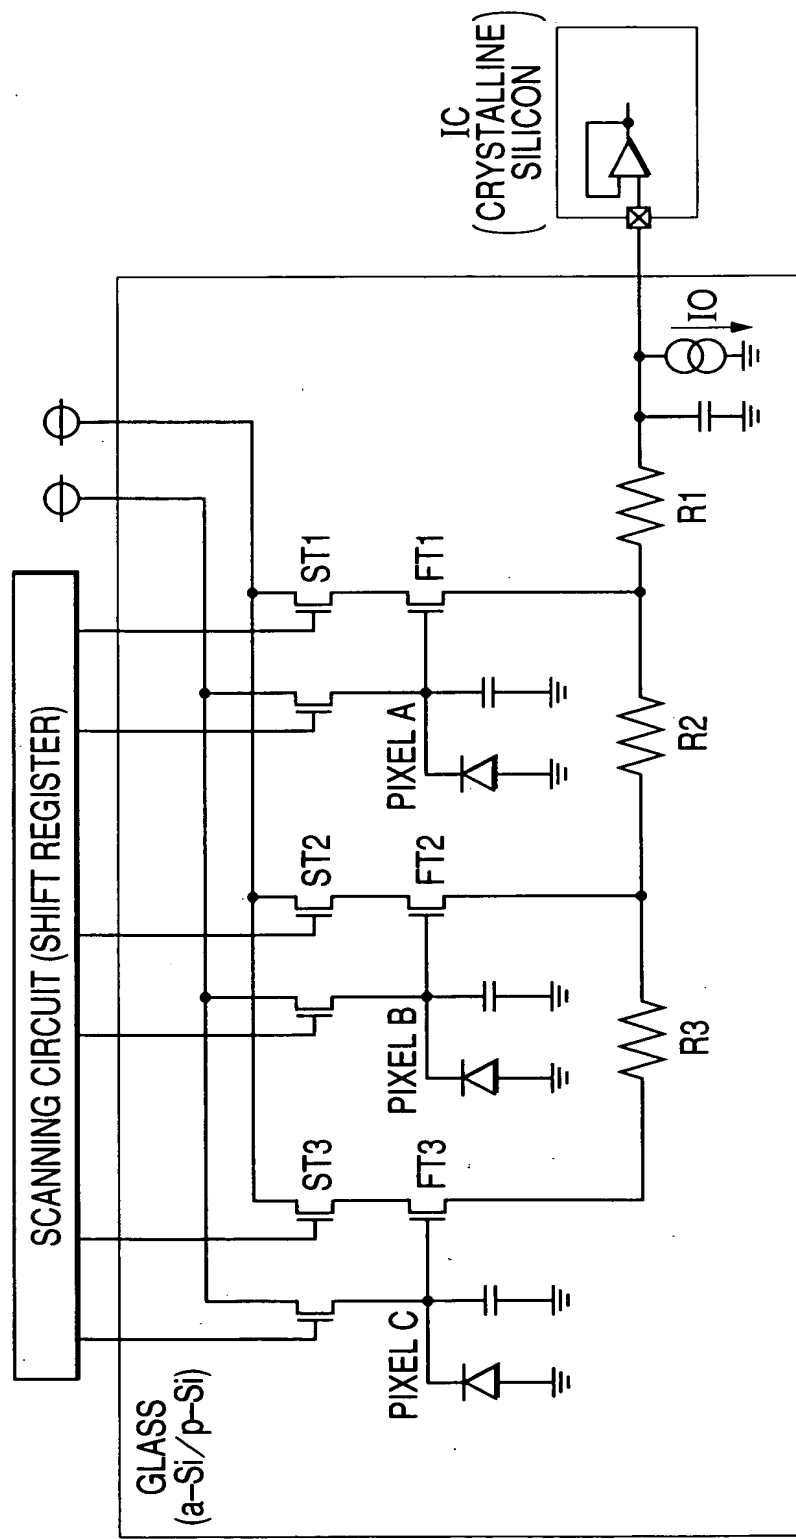 SCANNING CIRCUIT (SHIFT REGISTER)
GLASS
(a-Si/p-Si)
IC
(CRYSTALLINE
SILICON)
ST3
ST2
ST1
PIXEL C
FT3
PIXEL B
FT2
PIXEL A
FT1
R3
R2
R1
IO